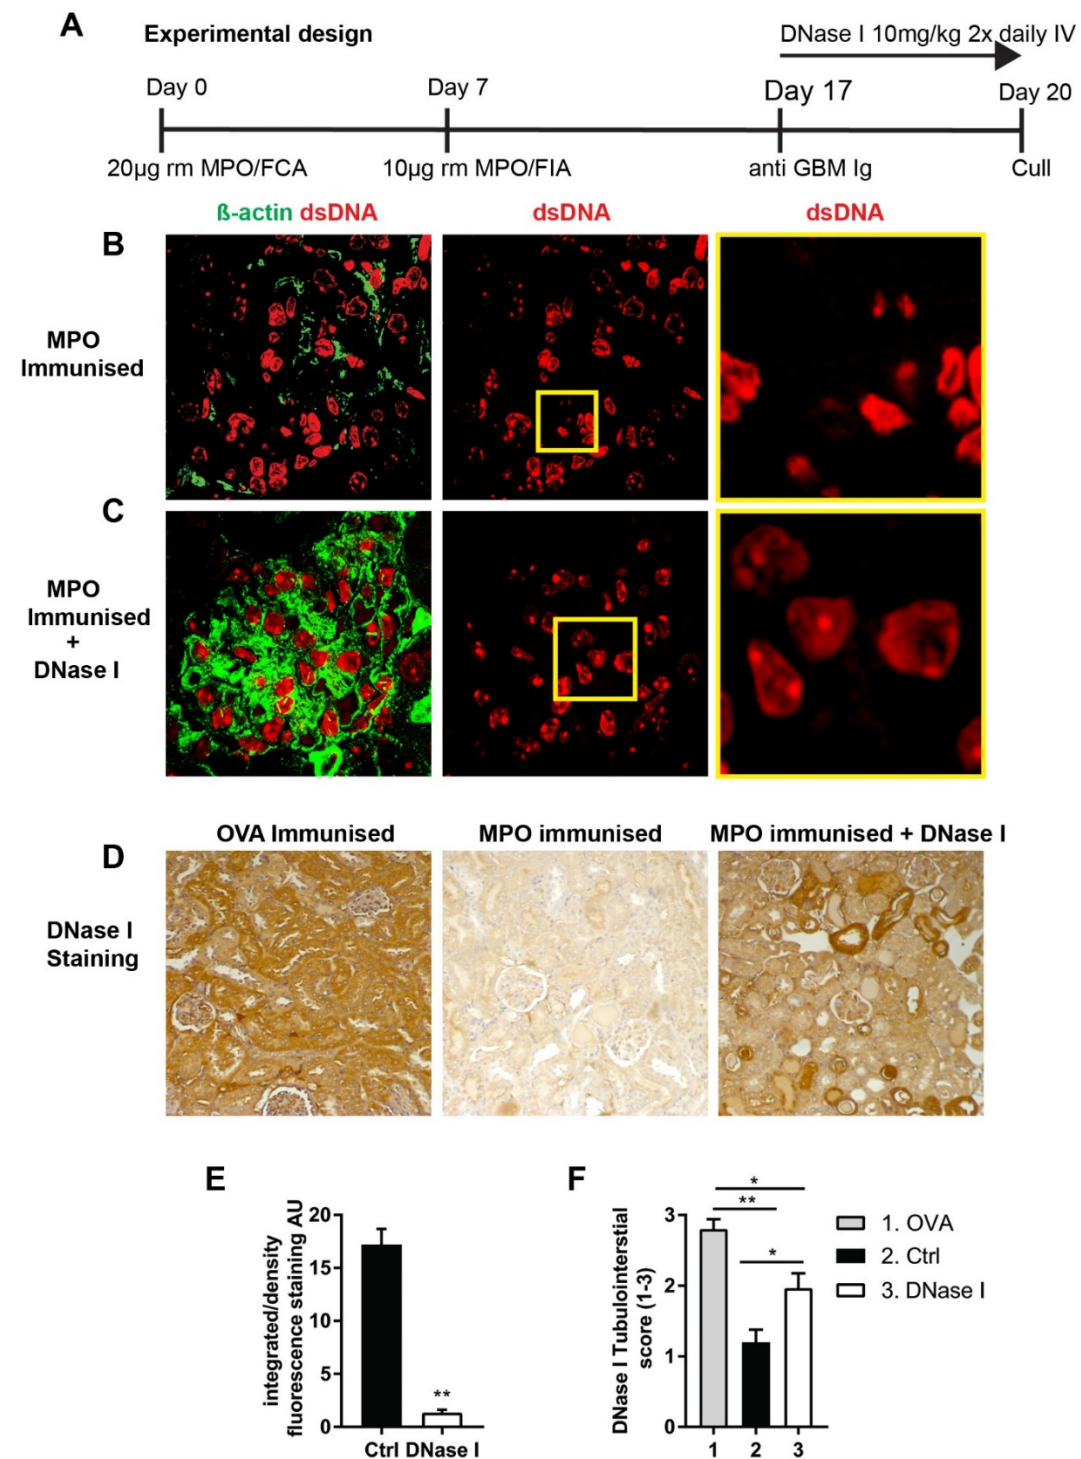 A
Experimental design
DNase I 10mg/kg 2x daily IV
Day 0
Day 7
Day 17
Day 20
20µg rm MPO/FCA
10µg rm MPO/FIA
anti GBM Ig
Cull
ß-actin dsDNA
dsDNA
dsDNA
B
MPO
Immunised
C
MPO
Immunised
+
DNase I
OVA Immunised
MPO immunised
MPO immunised + DNase I
D
DNase I
Staining
E
integrated/density
fluorescence staining AU
20
15
10
5
0
**
Ctrl
DNase I
F
DNase I Tubulointerstial
score (1-3)
3
2
1
0
*
**
*
1
2
3
1. OVA
2. Ctrl
3. DNase I